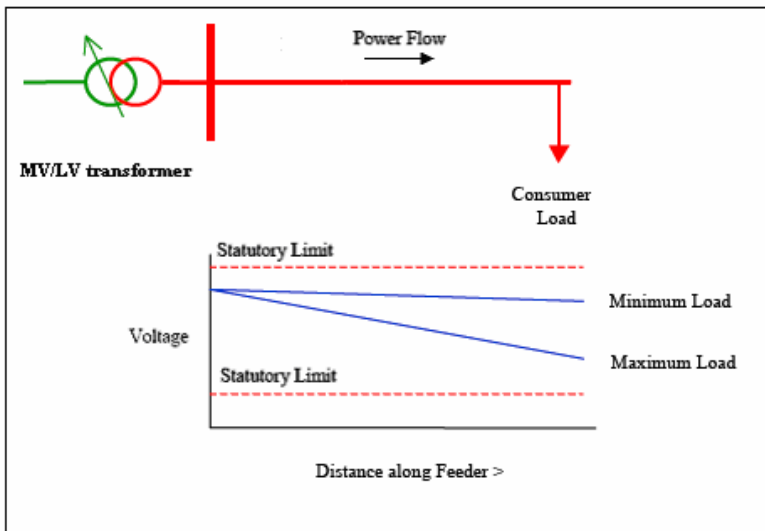 Power Flow
MV/LV transformer
Consumer
Load
Statutory Limit
Minimum Load
Voltage
Maximum Load
Statutory Limit
Distance along Feeder >